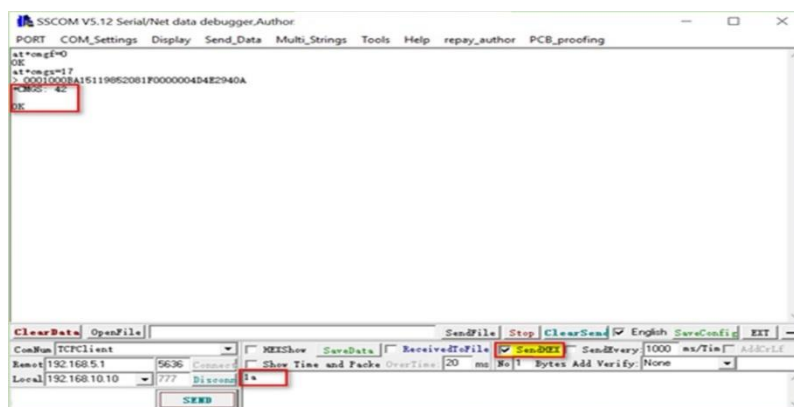 SSCOM V5.12 Serial/Net data debugger,Author
PORT COM_Settings Display Send_Data Multi_Strings Tools Help repay_author PCB_proofing
at+cmgf=0
OK
at+cmgs=17
> 0001000BA15119852081F0000004D4E2940A
+CMGS: 42
OK
ClearData OpenFile SendFile Stop ClearSend English SaveConfig EXT
ComNum TCPClient HEXShow SaveData ReceivedToFile SendHEX SendEvery: 1000 ms/Tim AddCrLf
Remot 192.168.5.1 5636 Connect Show Time and Packe OverTime 20 ms No 1 Bytes Add Verify: None
Local 192.168.10.10 777 Disconn 1a
SEND